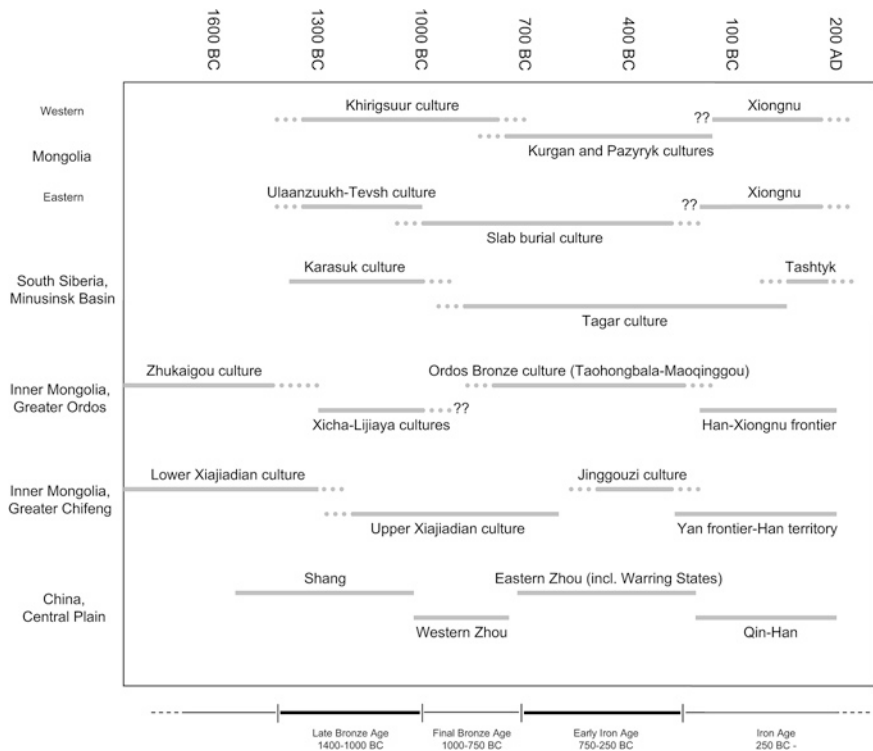 1600 BC
1300 BC
1000 BC
700 BC
400 BC
100 BC
200 AD
Western
Khirigsuur culture
??
Xiongnu
Mongolia
Kurgan and Pazyryk cultures
Eastern
Ulaanzuukh-Tevsh culture
??
Xiongnu
Slab burial culture
South Siberia,
Minusinsk Basin
Karasuk culture
Tashtyk
Tagar culture
Inner Mongolia,
Greater Ordos
Zhukaigou culture
Ordos Bronze culture (Taohongbala-Maoqinggou)
??
Xicha-Lijiaya cultures
Han-Xiongnu frontier
Inner Mongolia,
Greater Chifeng
Lower Xiajiadian culture
Jinggouzi culture
Upper Xiajiadian culture
Yan frontier-Han territory
China,
Central Plain
Shang
Eastern Zhou (incl. Warring States)
Western Zhou
Qin-Han
Late Bronze Age
1400-1000 BC
Final Bronze Age
1000-750 BC
Early Iron Age
750-250 BC
Iron Age
250 BC -